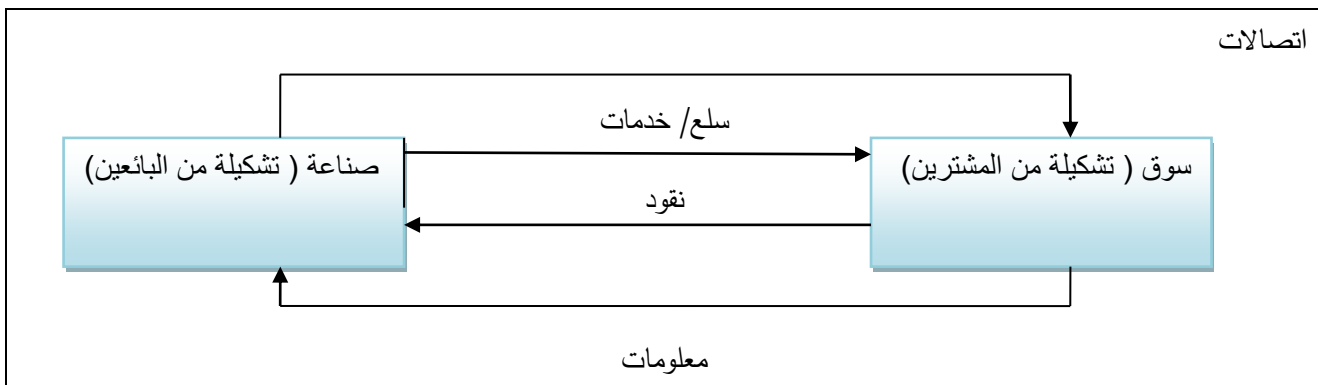 اتصالات
سلع/ خدمات
سوق ( تشكيلة من المشترين)
صناعة ( تشكيلة من البائعين)
نقود
معلومات